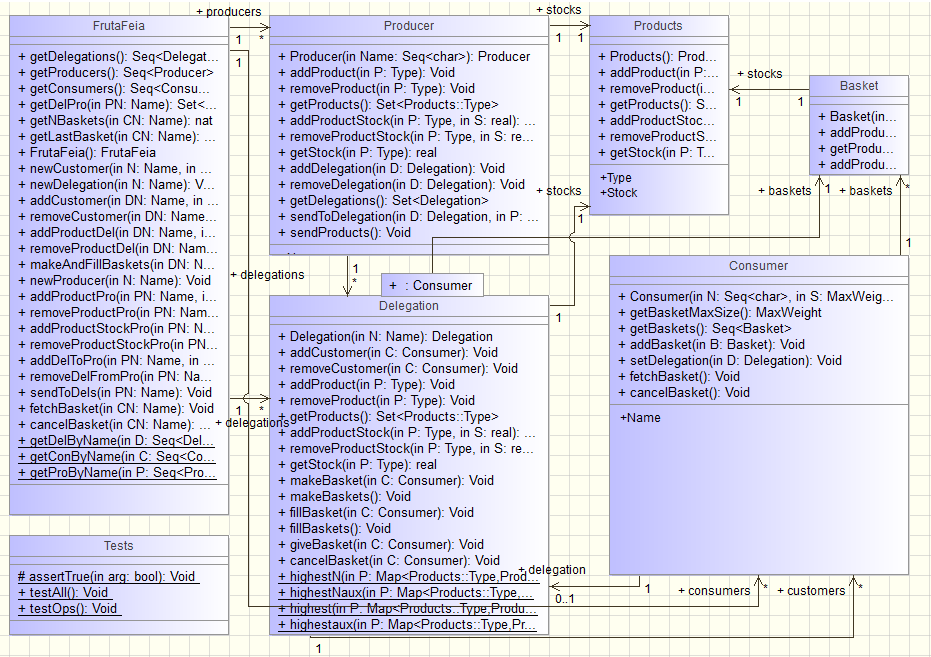 FrutaFeia
+ getDelegations(): Seq<Delegat...
+ getProducers(): Seq<Producer>
+ getConsumers(): Seq<Consu...
+ getDelPro(in PN: Name): Set<...
+ getNBaskets(in CN: Name): nat
+ getLastBasket(in CN: Name): ...
+ FrutaFeia(): FrutaFeia
+ newCustomer(in N: Name, in ...
+ newDelegation(in N: Name): V...
+ addCustomer(in DN: Name, in ...
+ removeCustomer(in DN: Name...
+ addProductDel(in DN: Name, i...
+ removeProductDel(in DN: Nam...
+ makeAndFillBaskets(in DN: N...
+ newProducer(in N: Name): Void
+ addProductPro(in PN: Name, i...
+ removeProductPro(in PN: Nam...
+ addProductStockPro(in PN: N...
+ removeProductStockPro(in PN...
+ addDelToPro(in PN: Name, in ...
+ removeDelFromPro(in PN: Na...
+ sendToDels(in PN: Name): Void
+ fetchBasket(in CN: Name): Void
+ cancelBasket(in CN: Name): ...
+ getDelByName(in D: Seq<Del...
+ getConByName(in C: Seq<Co...
+ getProByName(in P: Seq<Pro...
Tests
# assertTrue(in arg: bool): Void
+ testAll(): Void
+ testOps(): Void
+ producers
1
*
1
Producer
+ Producer(in Name: Seq<char>): Producer
+ addProduct(in P: Type): Void
+ removeProduct(in P: Type): Void
+ getProducts(): Set<Products::Type>
+ addProductStock(in P: Type, in S: real): ...
+ removeProductStock(in P: Type, in S: re...
+ getStock(in P: Type): real
+ addDelegation(in D: Delegation): Void
+ removeDelegation(in D: Delegation): Void
+ getDelegations(): Set<Delegation>
+ sendToDelegation(in D: Delegation, in P: ...
+ sendProducts(): Void
+ stocks
1
1
Products
+ Products(): Prod...
+ addProduct(in P:...
+ removeProduct(i...
+ getProducts(): S...
+ addProductStoc...
+ removeProductS...
+ getStock(in P: T...
+Type
+Stock
+ stocks
1
1
Basket
+ Basket(in...
+ addProdu...
+ getProdu...
+ addProdu...
+ stocks
1
1
+ baskets
1
+ baskets
*
1
+ delegations
1
*
+ : Consumer
Delegation
+ Delegation(in N: Name): Delegation
+ addCustomer(in C: Consumer): Void
+ removeCustomer(in C: Consumer): Void
+ addProduct(in P: Type): Void
+ removeProduct(in P: Type): Void
+ getProducts(): Set<Products::Type>
+ addProductStock(in P: Type, in S: real): ...
+ removeProductStock(in P: Type, in S: re...
+ getStock(in P: Type): real
+ makeBasket(in C: Consumer): Void
+ makeBaskets(): Void
+ fillBasket(in C: Consumer): Void
+ fillBaskets(): Void
+ giveBasket(in C: Consumer): Void
+ cancelBasket(in C: Consumer): Void
+ highestN(in P: Map<Products::Type,Prod...
+ highestNaux(in P: Map<Products::Type,...
+ highest(in P: Map<Products::Type,Produ...
+ highestaux(in P: Map<Products::Type,Pr...
1
*
+ delegations
Consumer
+ Consumer(in N: Seq<char>, in S: MaxWeig...
+ getBasketMaxSize(): MaxWeight
+ getBaskets(): Seq<Basket>
+ addBasket(in B: Basket): Void
+ setDelegation(in D: Delegation): Void
+ fetchBasket(): Void
+ cancelBasket(): Void
+Name
+ delegation
0..1
1
+ consumers
*
+ customers
*
1